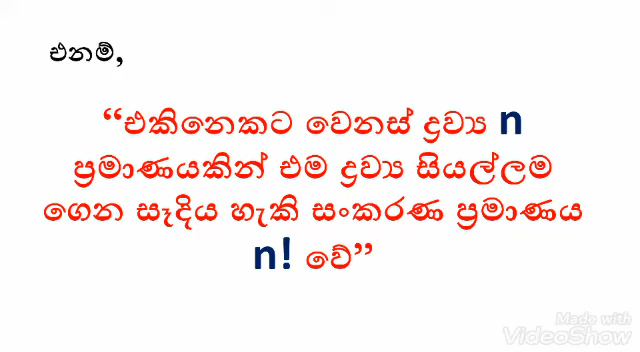 එනම්,
“එකිනෙකට වෙනස් ද්‍රව්‍ය n
ප්‍රමාණයකින් එම ද්‍රව්‍ය සියල්ලම
ගෙන සෑදිය හැකි සංකරණ ප්‍රමාණය
n! වේ”
Made with
VideoShow